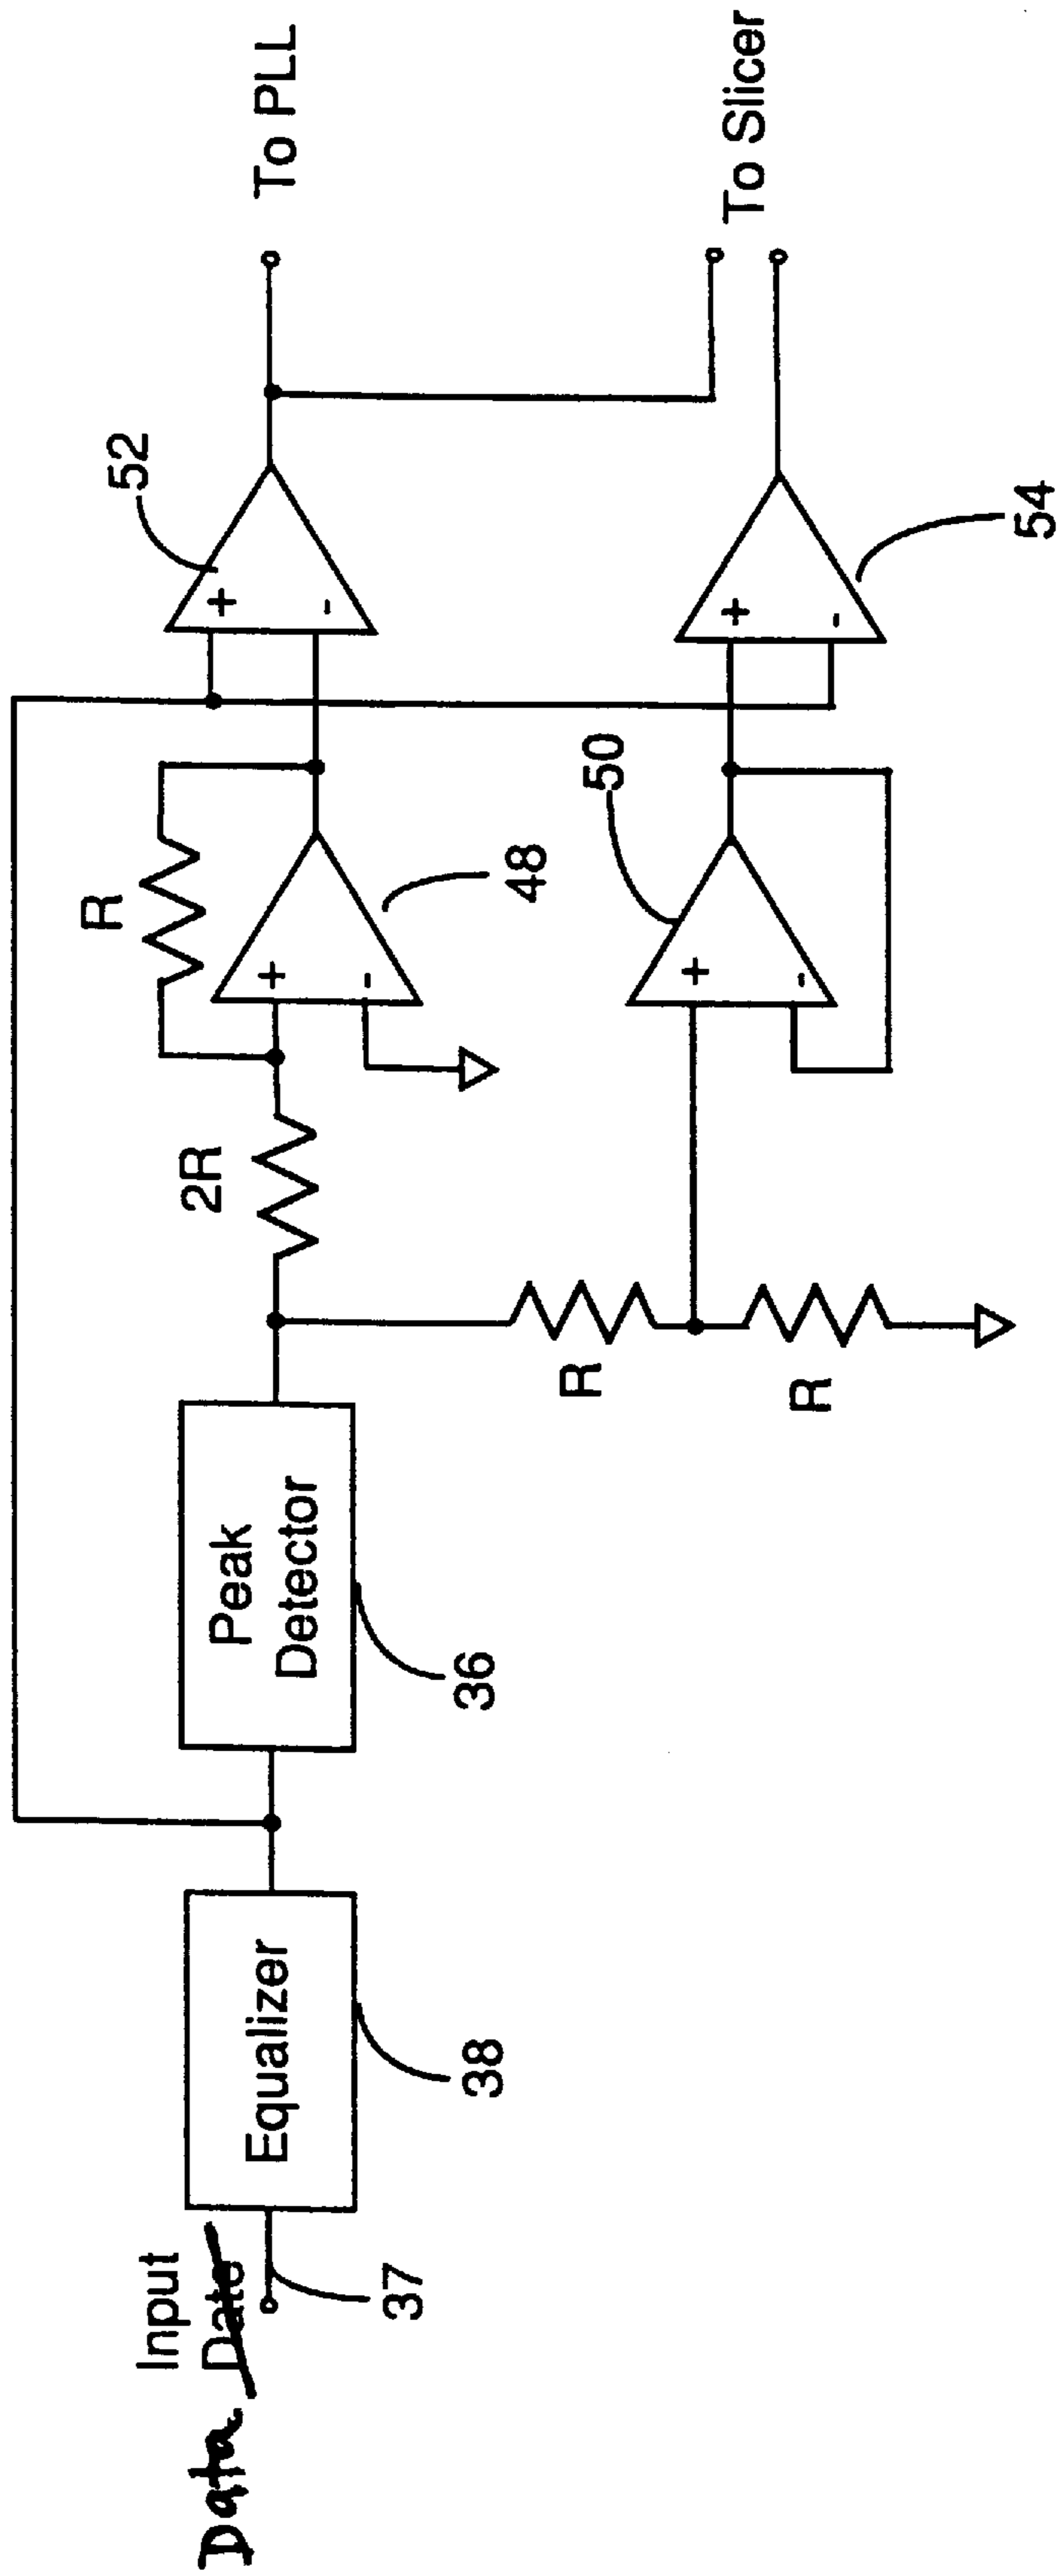 Input
Date
Data
37
Equalizer
38
Peak
Detector
36
2R
R
+
-
48
R
R
+
-
50
+
-
52
+
-
54
To PLL
To Slicer